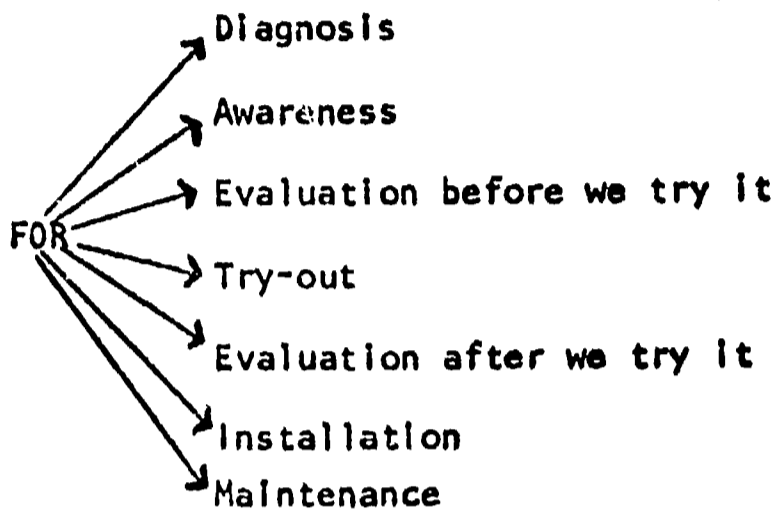 Diagnosis
Awareness
Evaluation before we try it
FOR
Try-out
Evaluation after we try it
Installation
Maintenance